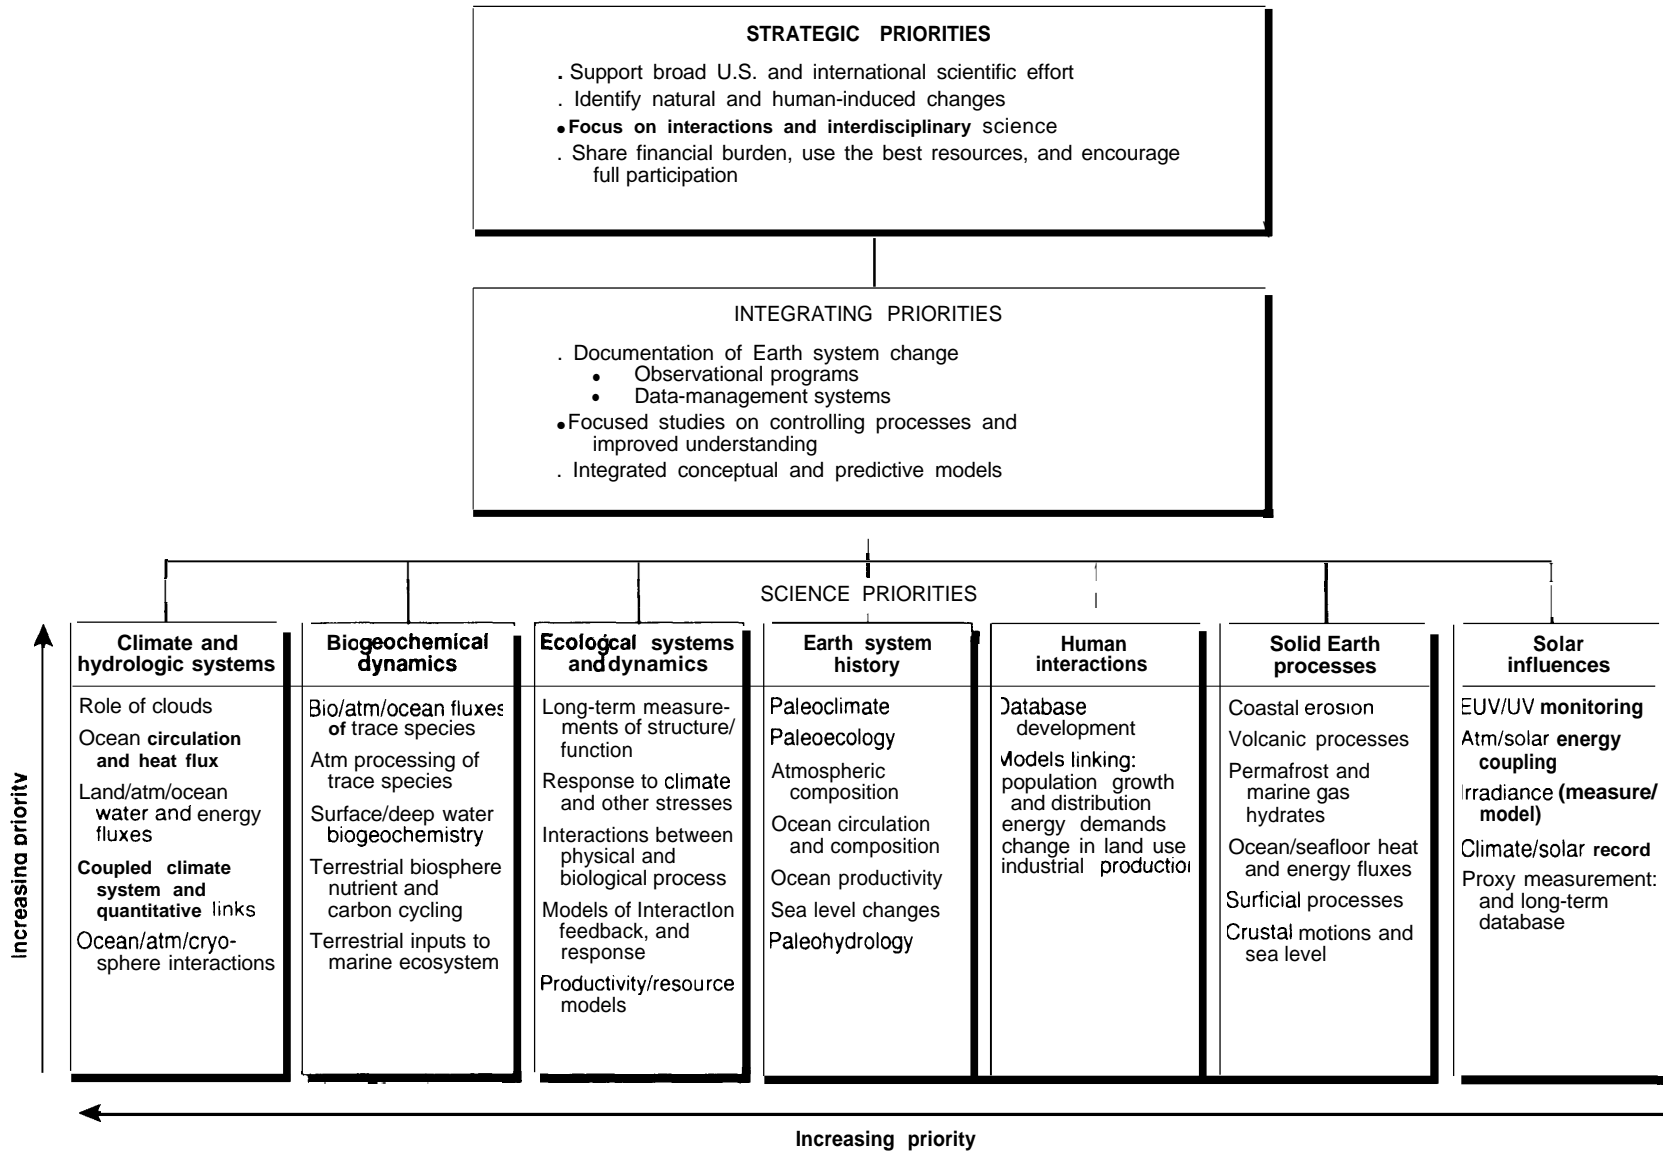 STRATEGIC PRIORITIES
. Support broad U.S. and international scientific effort
. Identify natural and human-induced changes
• Focus on interactions and interdisciplinary science
. Share financial burden, use the best resources, and encourage
full participation
INTEGRATING PRIORITIES
. Documentation of Earth system change
• Observational programs
• Data-management systems
• Focused studies on controlling processes and
improved understanding
. Integrated conceptual and predictive models
SCIENCE PRIORITIES
Increasing priority
Climate and
hydrologic systems
Role of clouds
Ocean circulation
and heat flux
Land/atm/ocean
water and energy
fluxes
Coupled climate
system and
quantitative links
Ocean/atm/cryo-
sphere interactions
Biogeochemical
dynamics
Bio/atm/ocean fluxes
of trace species
Atm processing of
trace species
Surface/deep water
biogeochemistry
Terrestrial biosphere
nutrient and
carbon cycling
Terrestrial inputs to
marine ecosystem
Ecological systems
and dynamics
Long-term measure-
ments of structure/
function
Response to climate
and other stresses
Interactions between
physical and
biological process
Models of Interaction
feedback, and
response
Productivity/resource
models
Earth system
history
Paleoclimate
Paleoecology
Atmospheric
composition
Ocean circulation
and composition
Ocean productivity
Sea level changes
Paleohydrology
Human
interactions
Database
development
Models linking:
population growth
and distribution
energy demands
change in land use
industrial production
Solid Earth
processes
Coastal erosion
Volcanic processes
Permafrost and
marine gas
hydrates
Ocean/seafloor heat
and energy fluxes
Surficial processes
Crustal motions and
sea level
Solar
influences
EUV/UV monitoring
Atm/solar energy
coupling
Irradiance (measure/
model)
Climate/solar record
Proxy measurement:
and long-term
database
Increasing priority